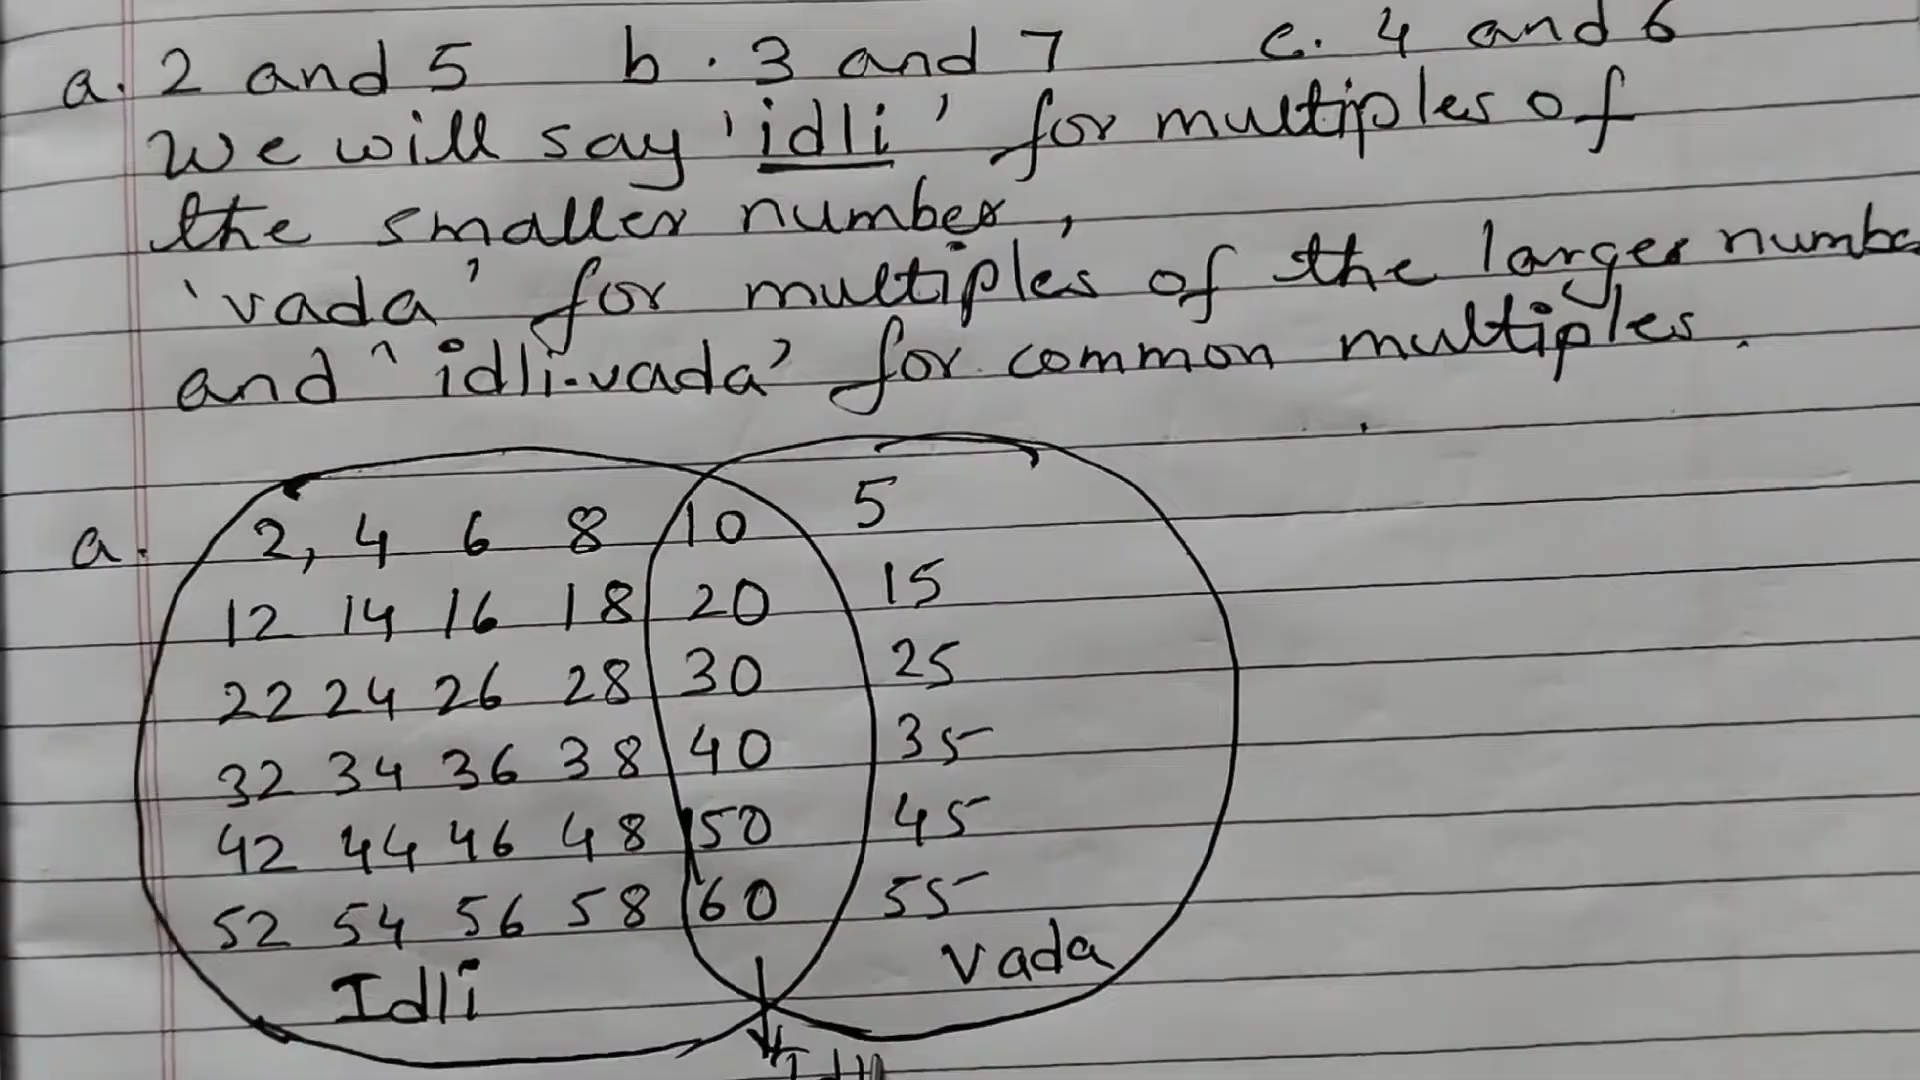 a. 2 and 5 b. 3 and 7 c. 4 and 6
We will say 'idli' for multiples of
the smaller number,
'vada' for multiples of the larger numbe
and 'idli-vada' for common multiples.
a. 2, 4 6 8 10 5
12 14 16 18 20 15
22 24 26 28 30 25
32 34 36 38 40 35
42 44 46 48 50 45
52 54 56 58 60 55
Idli vada